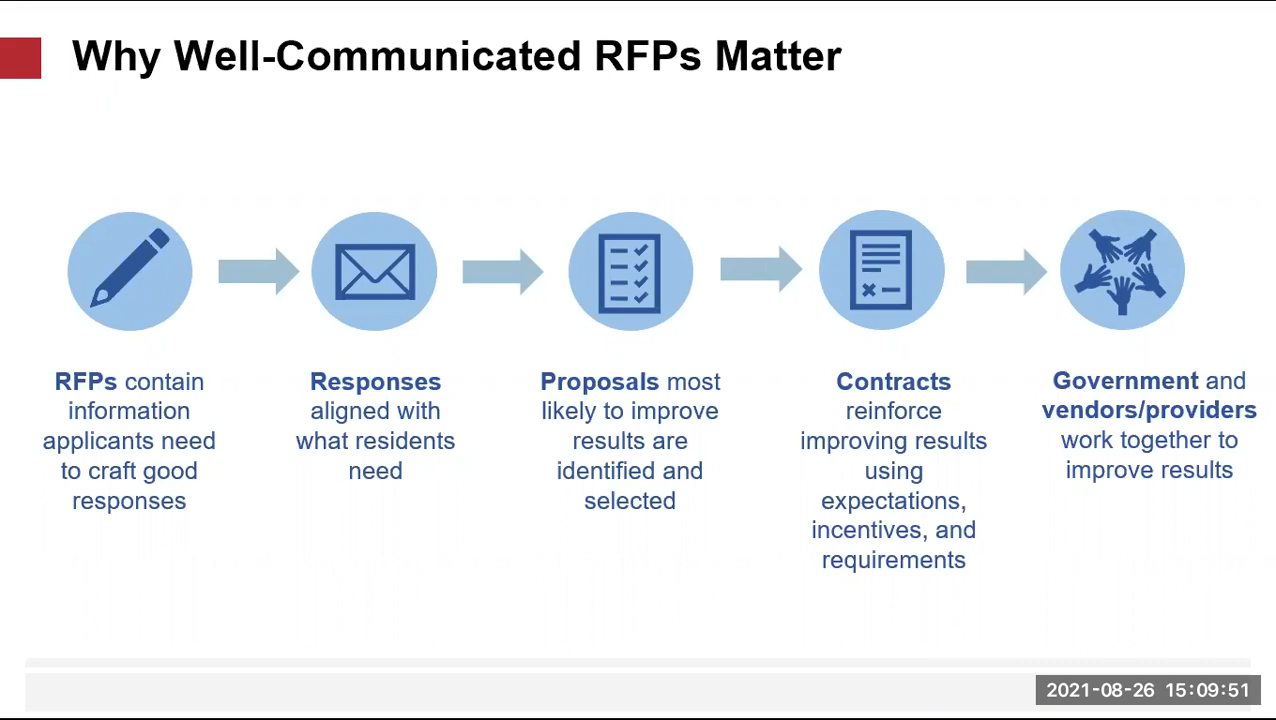 Why Well-Communicated RFPs Matter
RFPs contain
information
applicants need
to craft good
responses
Responses
aligned with
what residents
need
Proposals most
likely to improve
results are
identified and
selected
Contracts
reinforce
improving results
using
expectations,
incentives, and
requirements
Government and
vendors/providers
work together to
improve results
2021-08-26 15:09:51